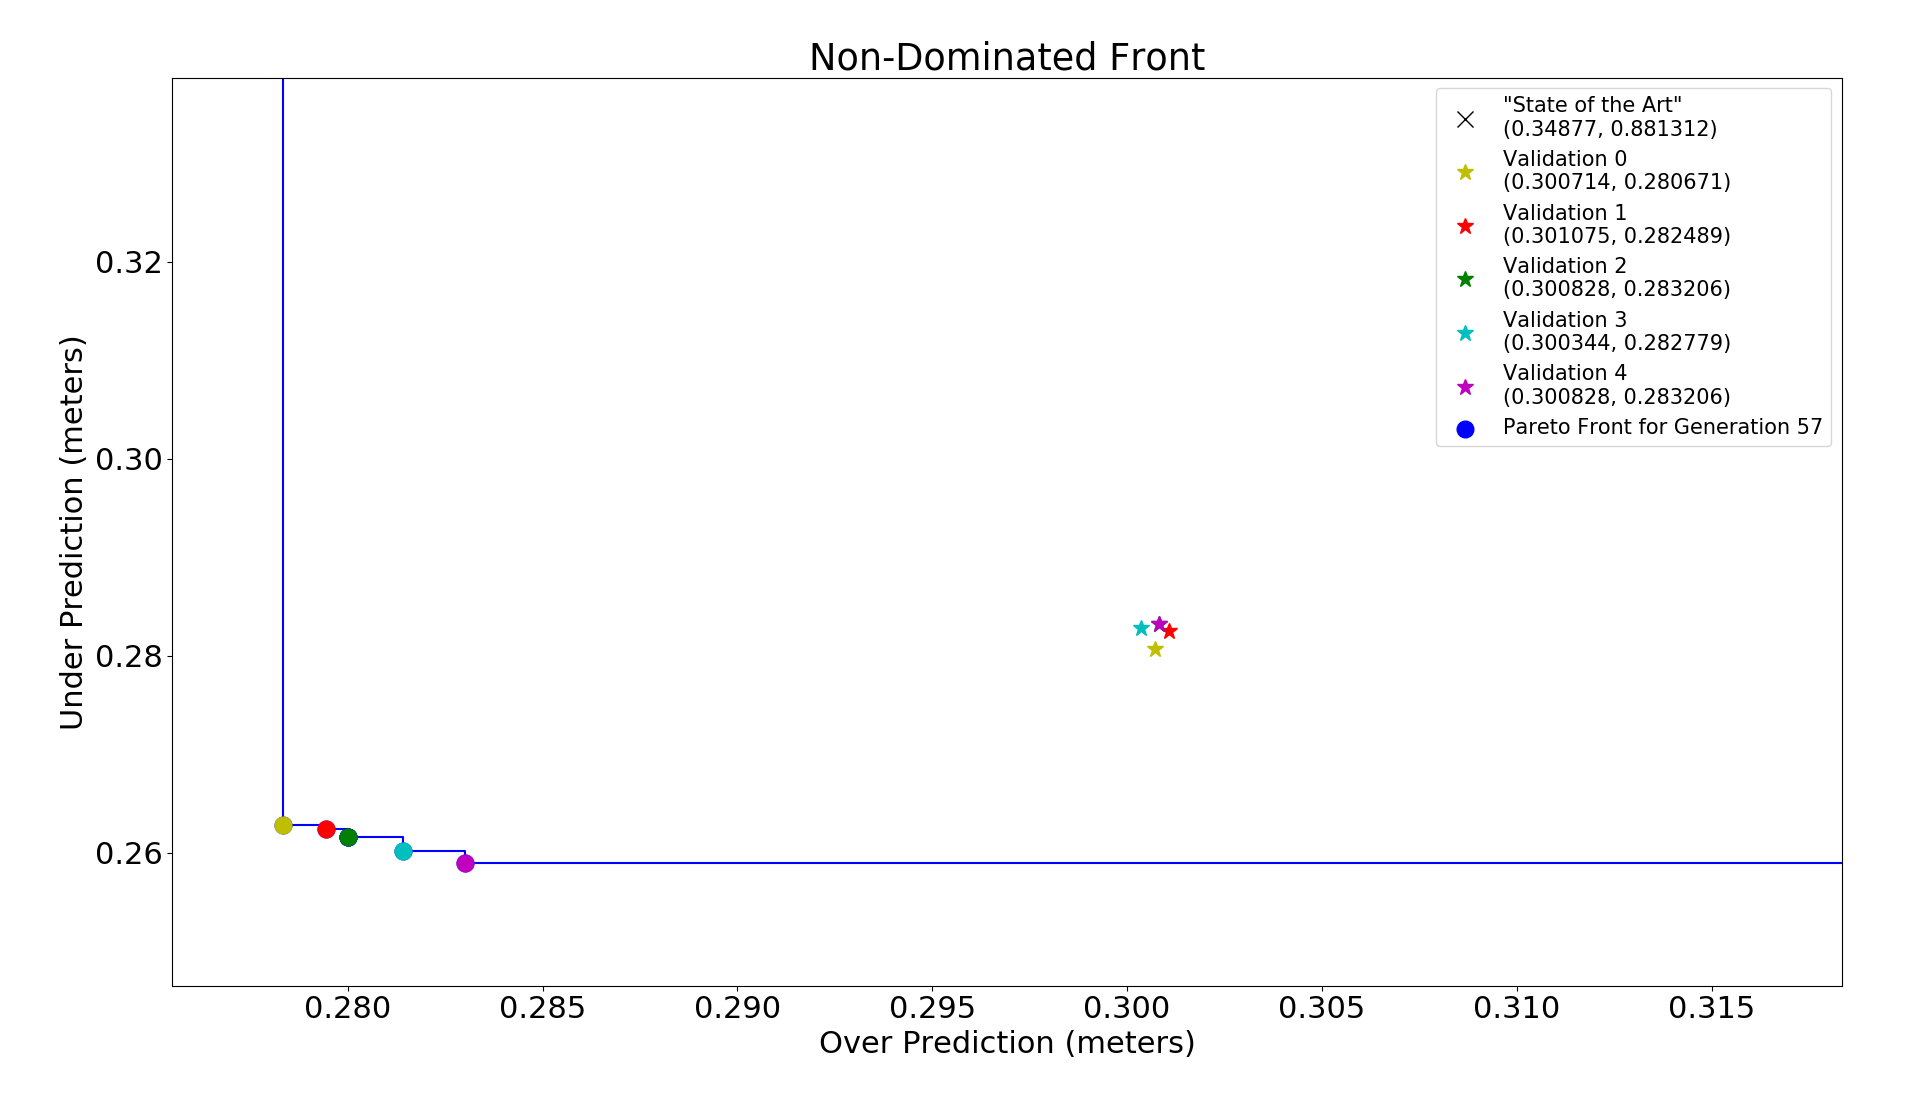 Non-Dominated Front
"State of the Art"
(0.34877, 0.881312)
Validation 0
(0.300714, 0.280671)
Validation 1
(0.301075, 0.282489)
Validation 2
(0.300828, 0.283206)
Validation 3
(0.300344, 0.282779)
Validation 4
(0.300828, 0.283206)
Pareto Front for Generation 57
Under Prediction (meters)
0.32
0.30
0.28
0.26
0.280 0.285 0.290 0.295 0.300 0.305 0.310 0.315
Over Prediction (meters)